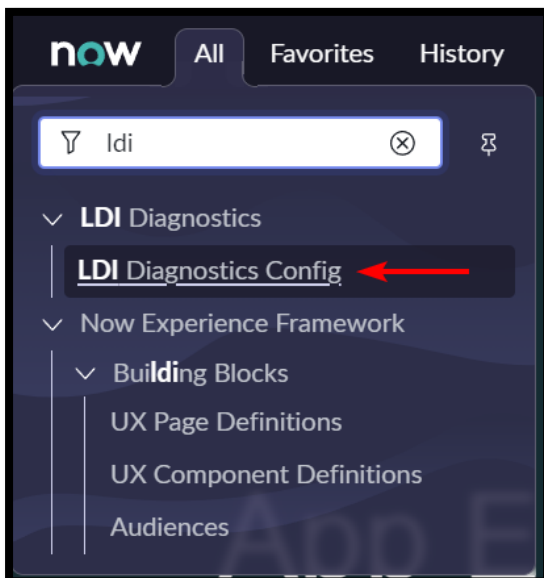 now All Favorites History
ldi
LDI Diagnostics
LDI Diagnostics Config
Now Experience Framework
Building Blocks
UX Page Definitions
UX Component Definitions
Audiences
App E